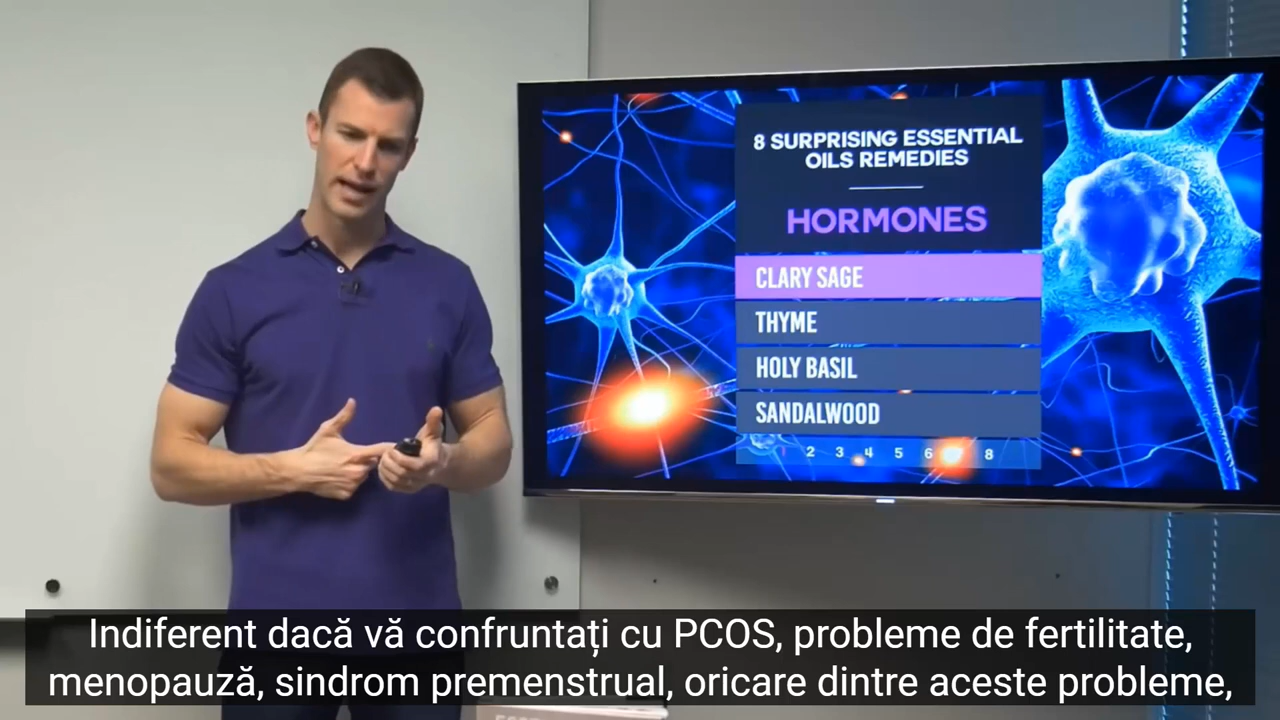 8 SURPRISING ESSENTIAL
OILS REMEDIES
HORMONES
CLARY SAGE
THYME
HOLY BASIL
SANDALWOOD
2 3 4 5 6 8
Indiferent dacă vă confruntați cu PCOS, probleme de fertilitate,
menopauză, sindrom premenstrual, oricare dintre aceste probleme,